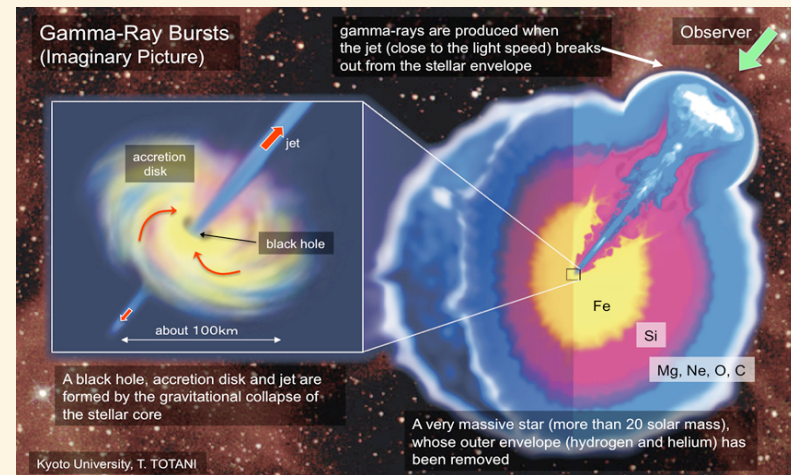 Gamma-Ray Bursts
(Imaginary Picture)
gamma-rays are produced when
the jet (close to the light speed) breaks
out from the stellar envelope
Observer
accretion
disk
jet
black hole
about 100km
Fe
Si
Mg, Ne, O, C
A black hole, accretion disk and jet are
formed by the gravitational collapse of
the stellar core
A very massive star (more than 20 solar mass),
whose outer envelope (hydrogen and helium) has
been removed
Kyoto University, T. TOTANI